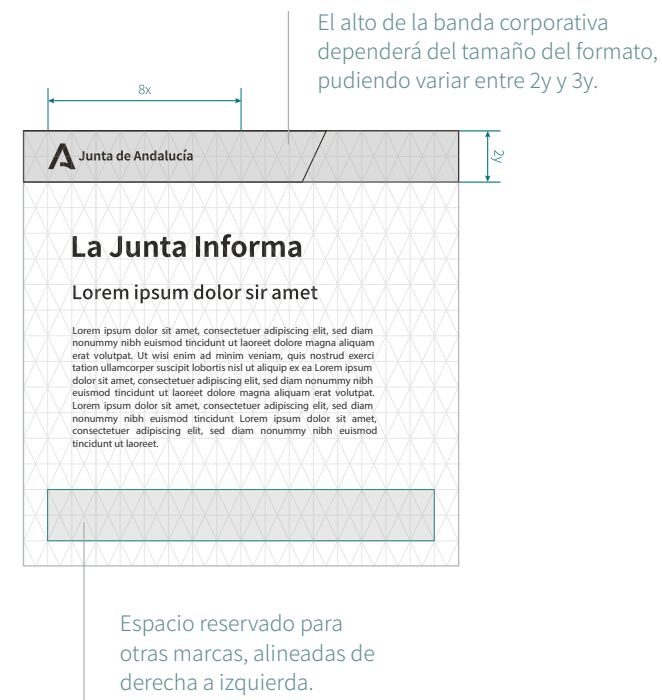 El alto de la banda corporativa
dependerá del tamaño del formato,
pudiendo variar entre 2y y 3y.
8x
Junta de Andalucía
2y
La Junta Informa
Lorem ipsum dolor sir amet
Lorem ipsum dolor sit amet, consectetuer adipiscing elit, sed diam
nonummy nibh euismod tincidunt ut laoreet dolore magna aliquam
erat volutpat. Ut wisi enim ad minim veniam, quis nostrud exerci
tation ullamcorper suscipit lobortis nisl ut aliquip ex ea Lorem ipsum
dolor sit amet, consectetuer adipiscing elit, sed diam nonummy nibh
euismod tincidunt ut laoreet dolore magna aliquam erat volutpat.
Lorem ipsum dolor sit amet, consectetuer adipiscing elit, sed diam
nonummy nibh euismod tincidunt Lorem ipsum dolor sit amet,
consectetuer adipiscing elit, sed diam nonummy nibh euismod
tincidunt ut laoreet.
Espacio reservado para
otras marcas, alineadas de
derecha a izquierda.